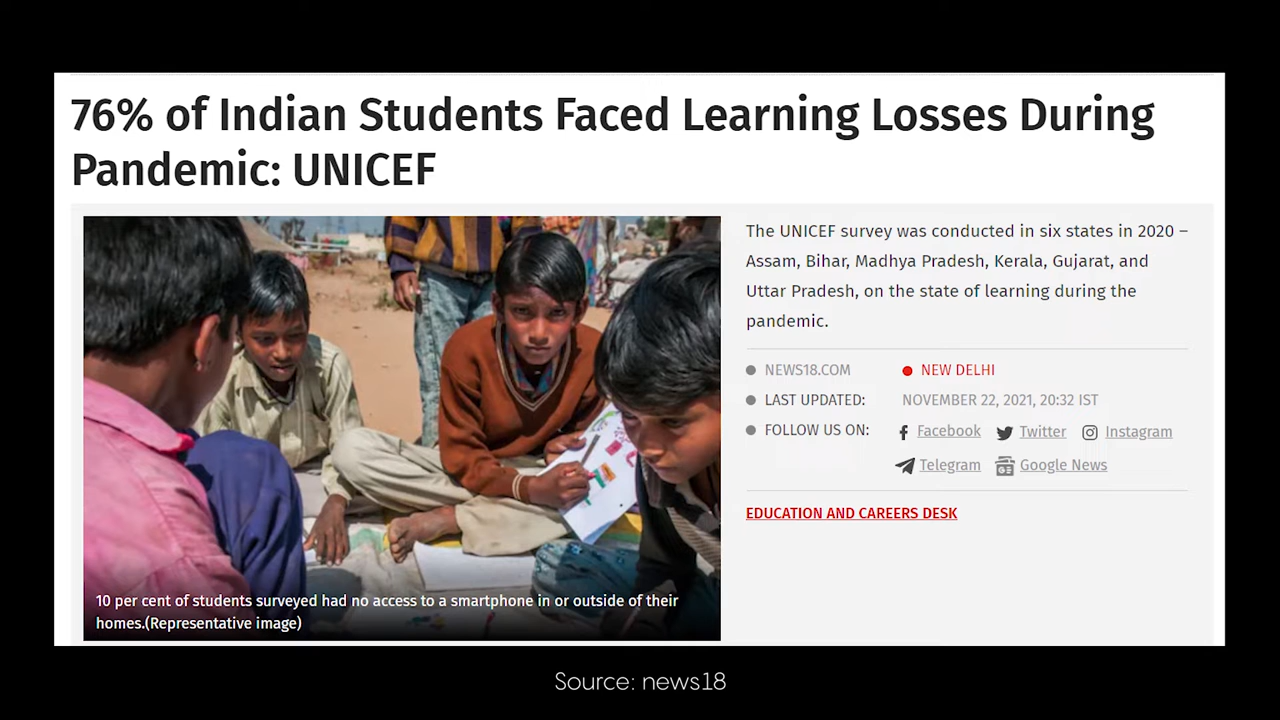 76% of Indian Students Faced Learning Losses During
Pandemic: UNICEF
The UNICEF survey was conducted in six states in 2020 –
Assam, Bihar, Madhya Pradesh, Kerala, Gujarat, and
Uttar Pradesh, on the state of learning during the
pandemic.
NEWS18.COM NEW DELHI
LAST UPDATED: NOVEMBER 22, 2021, 20:32 IST
FOLLOW US ON: Facebook Twitter Instagram
Telegram Google News
EDUCATION AND CAREERS DESK
10 per cent of students surveyed had no access to a smartphone in or outside of their
homes.(Representative image)
Source: news18